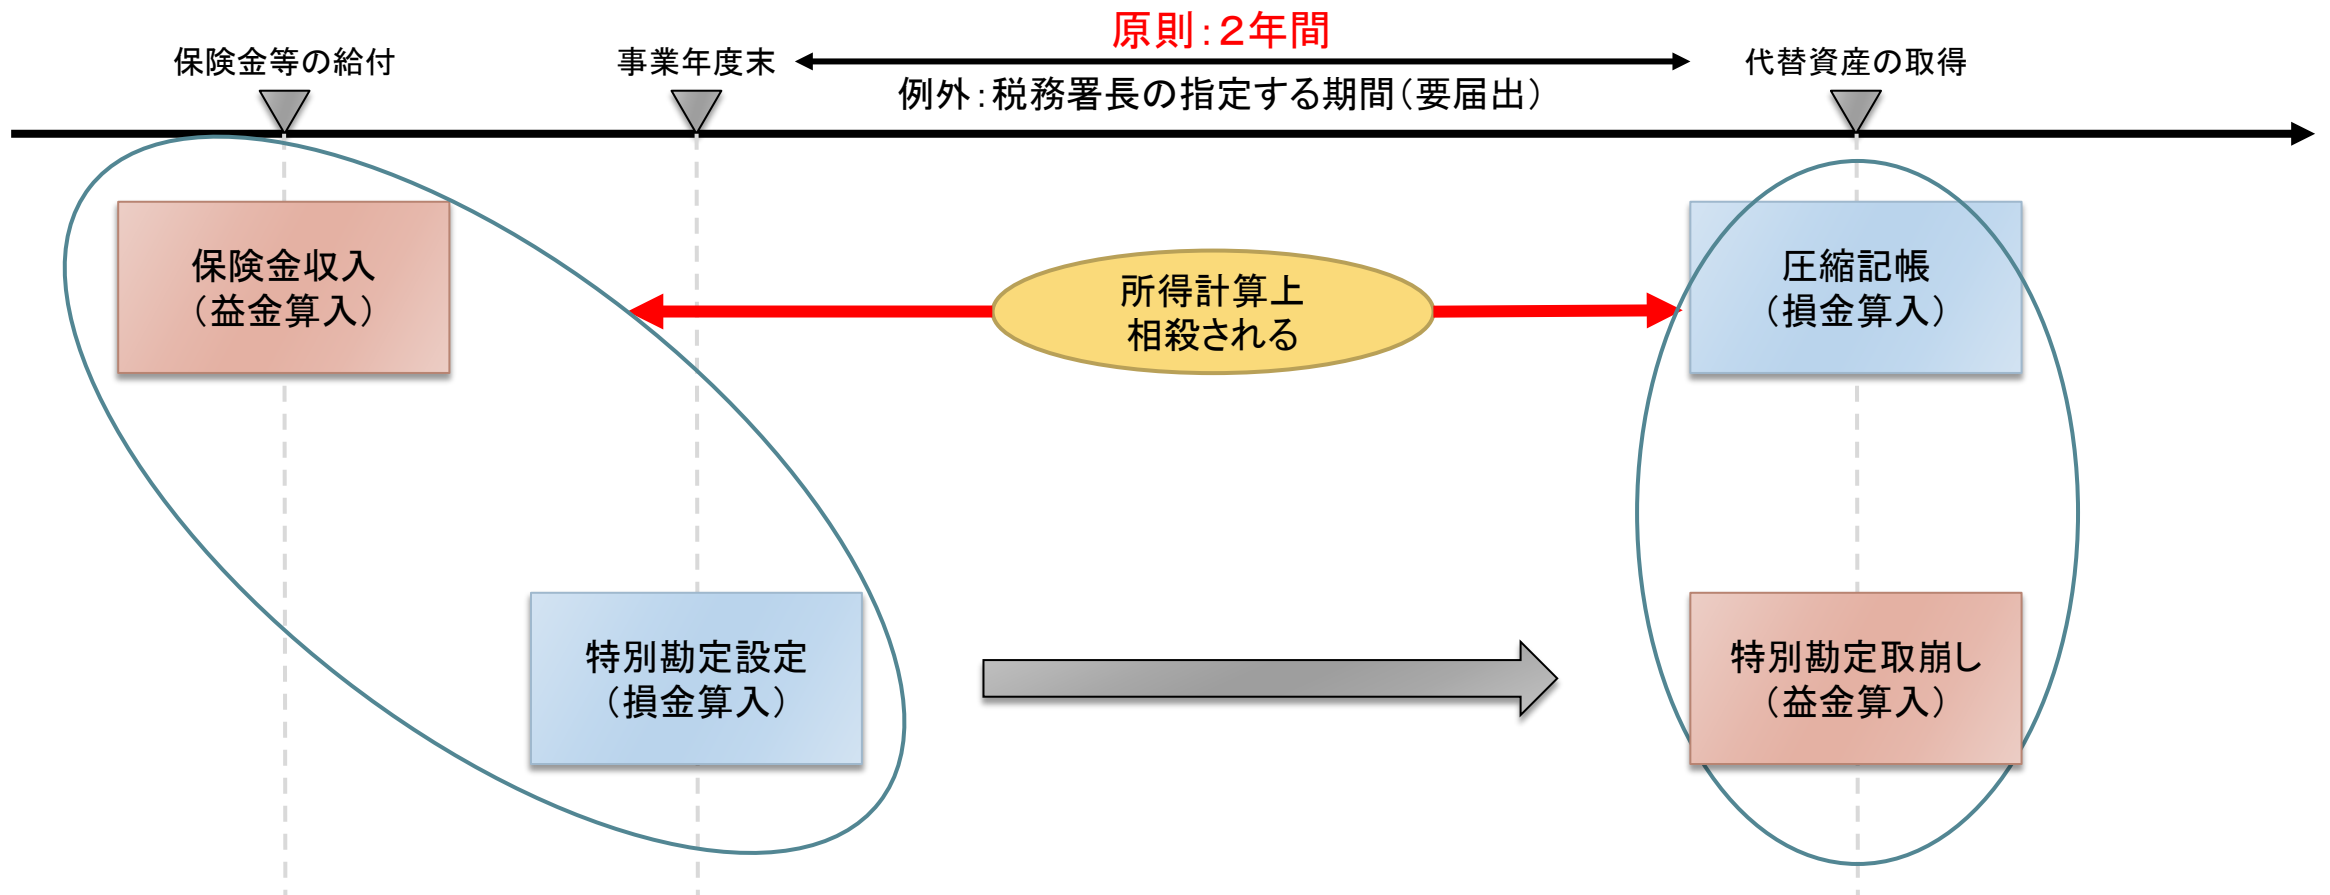 原則：２年間
保険金等の給付
事業年度末
代替資産の取得
例外：税務署長の指定する期間（要届出）
保険金収入
（益金算入）
所得計算上
相殺される
圧縮記帳
（損金算入）
特別勘定設定
（損金算入）
特別勘定取崩し
（益金算入）